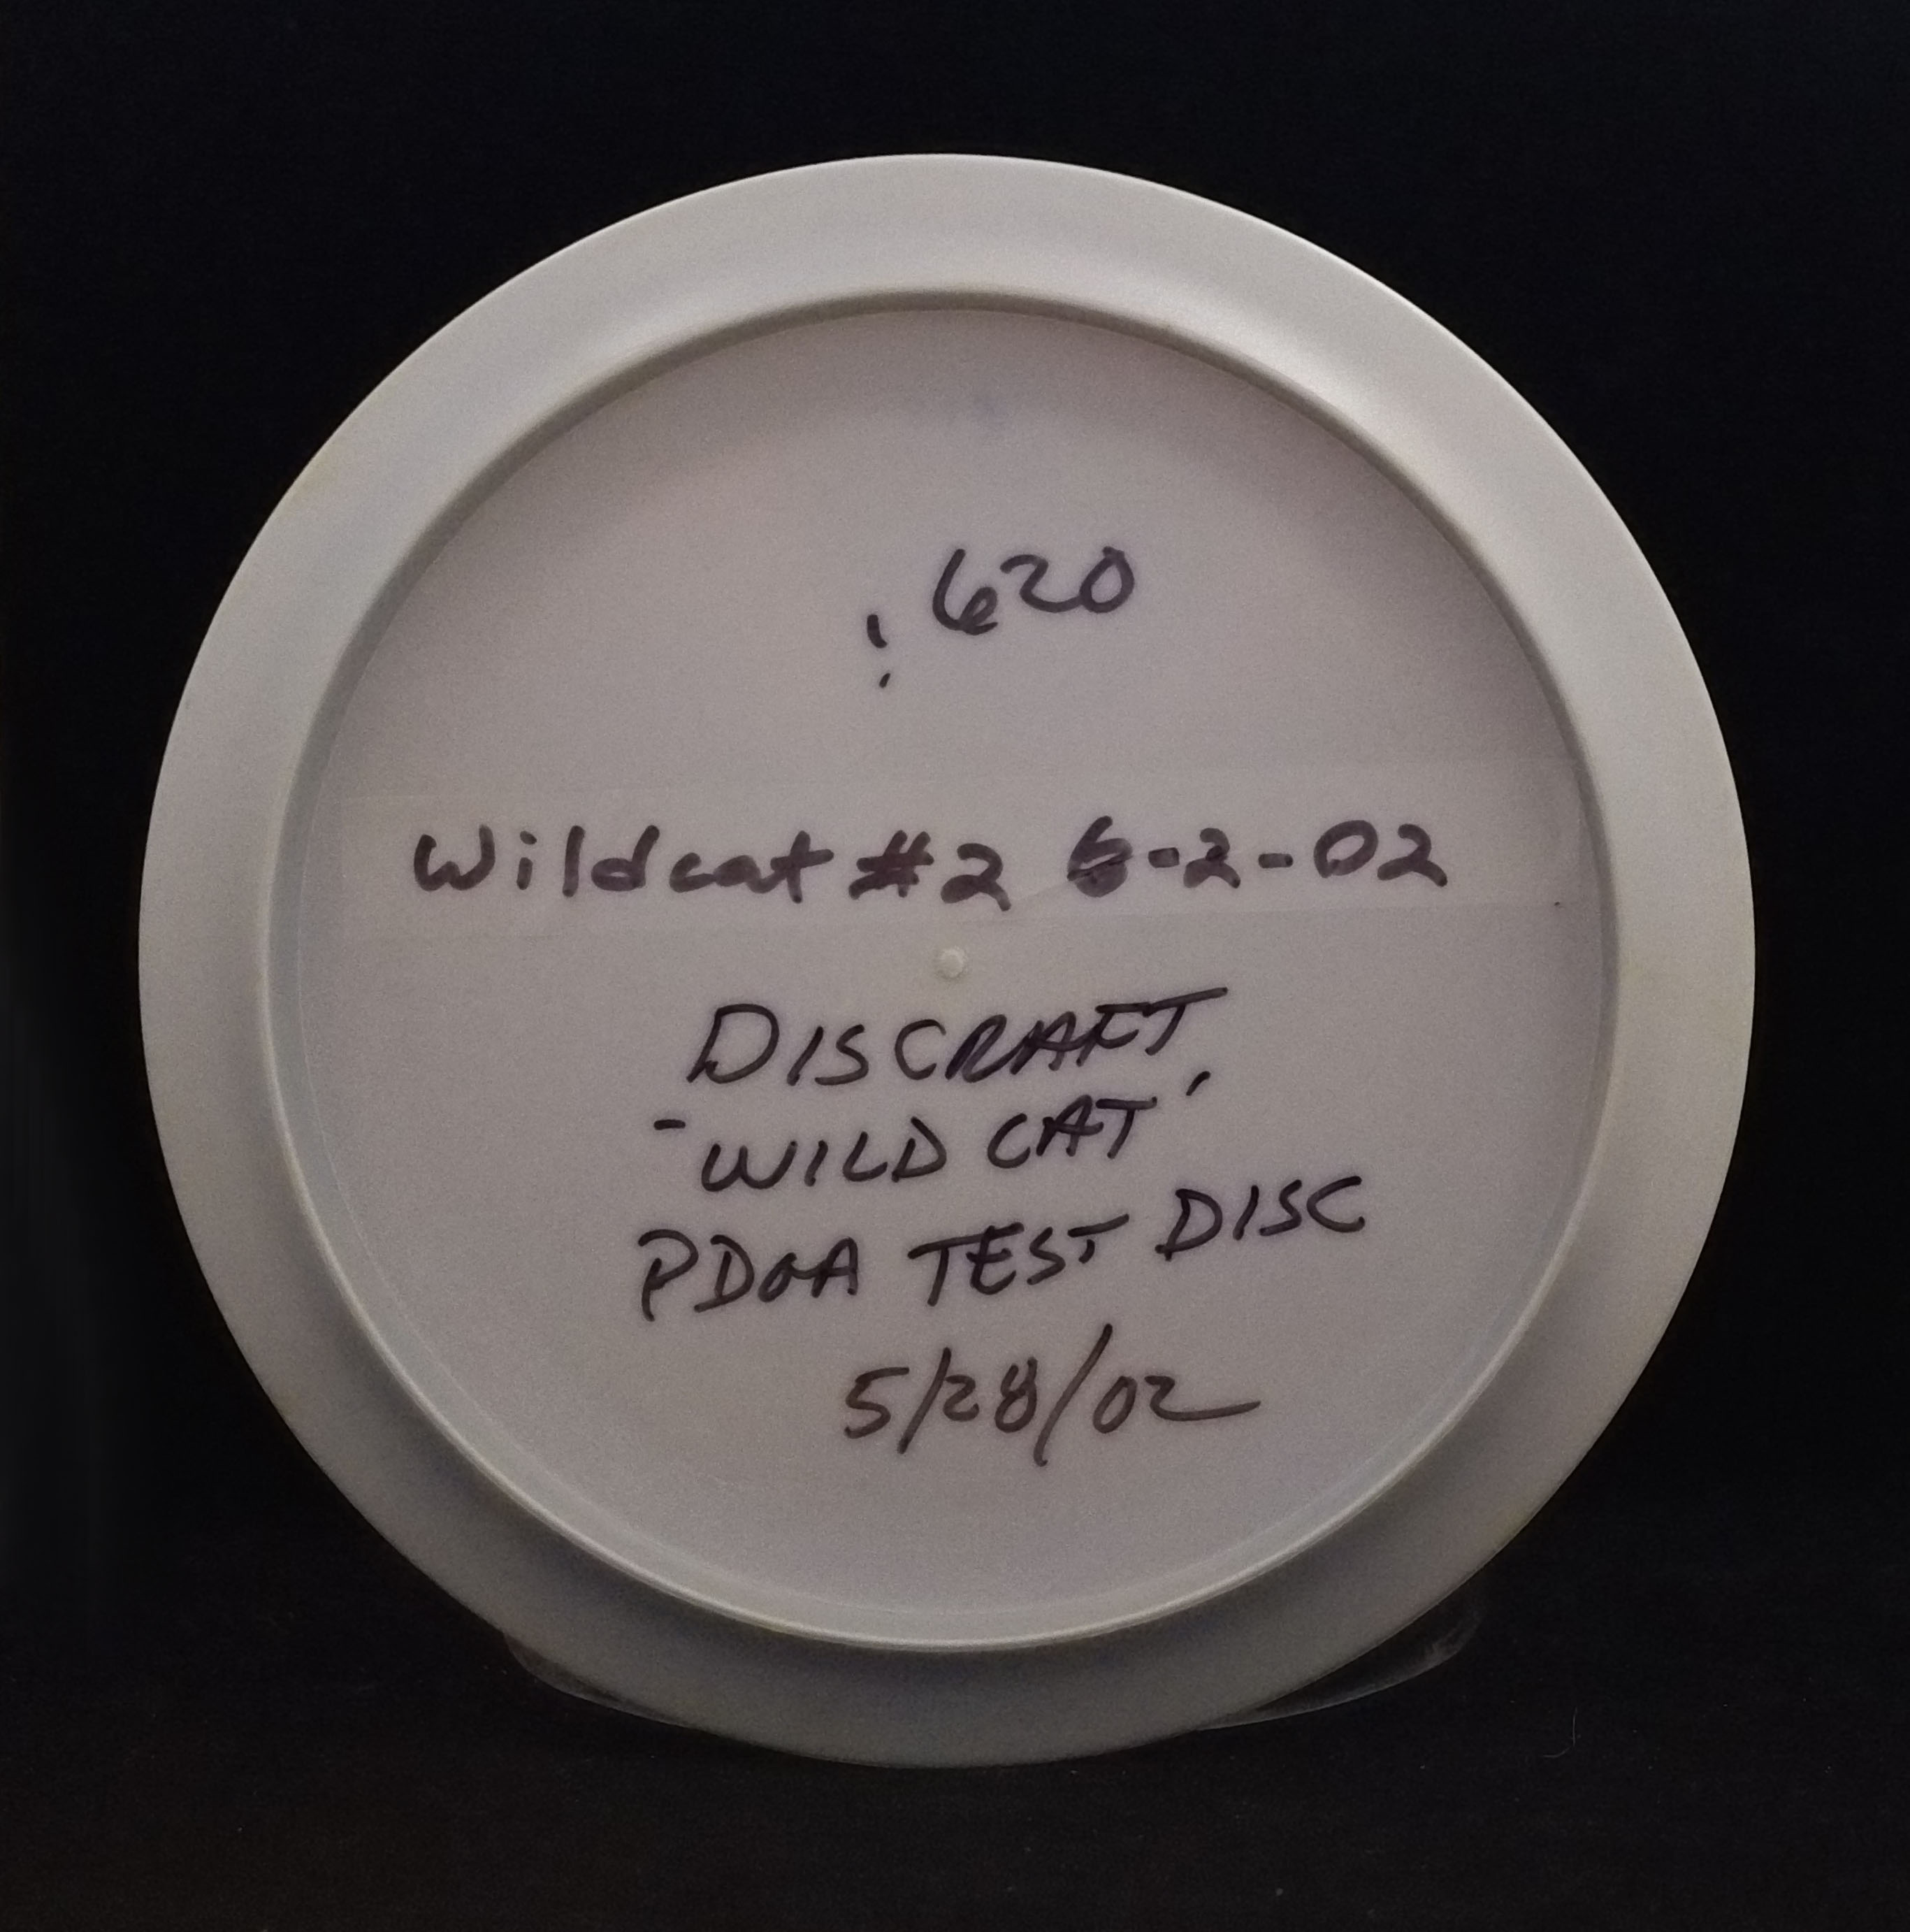 ! 620
Wildcat #2 6-2-02
DISCRAFT
"WILD CAT"
PDGA TEST DISC
5/28/02